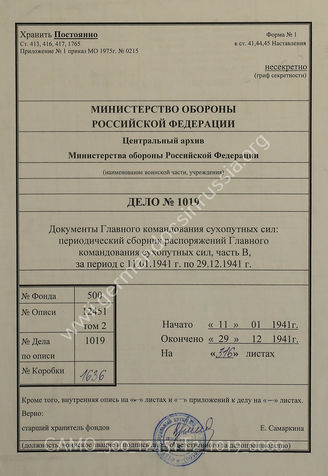 Хранить Постоянно
Ст. 413, 416, 417, 1765
Приложение № 1 приказ МО 1975г. № 0215
Форма № 1
к ст. 41,44,45 Наставления
несекретно
(гриф секретности)
МИНИСТЕРСТВО ОБОРОНЫ
РОССИЙСКОЙ ФЕДЕРАЦИИ
Центральный архив
Министерства обороны Российской Федерации
(наименование воинской части, учреждения)
ДЕЛО № 1019
Документы Главного командования сухопутных сил:
периодический сборник распоряжений Главного
командования сухопутных сил, часть В,
за период с 11.01.1941 г. по 29.12.1941 г.
№ Фонда 500
№ Описи 12451
том 2
№ Дела 1019
по описи
№ Коробки 1636
Начато « 11 » 01 1941г.
Окончено « 29 » 12 1941г.
На «316» листах
Кроме того, внутренняя опись на «–» листах и « » приложений к делу на «–» листах.
Верно:
старший хранитель фондов Е. Самаркина
www.germandocsinrussia.org